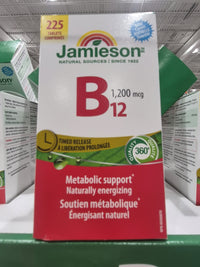 225
TABLETS
COMPRIMÉS
Jamieson
NATURAL SOURCES | SINCE 1922
B12
1,200 mcg
TIMED RELEASE
À LIBÉRATION PROLONGÉE
360°
Metabolic support*
Naturally energizing
Soutien métabolique*
Énergisant naturel